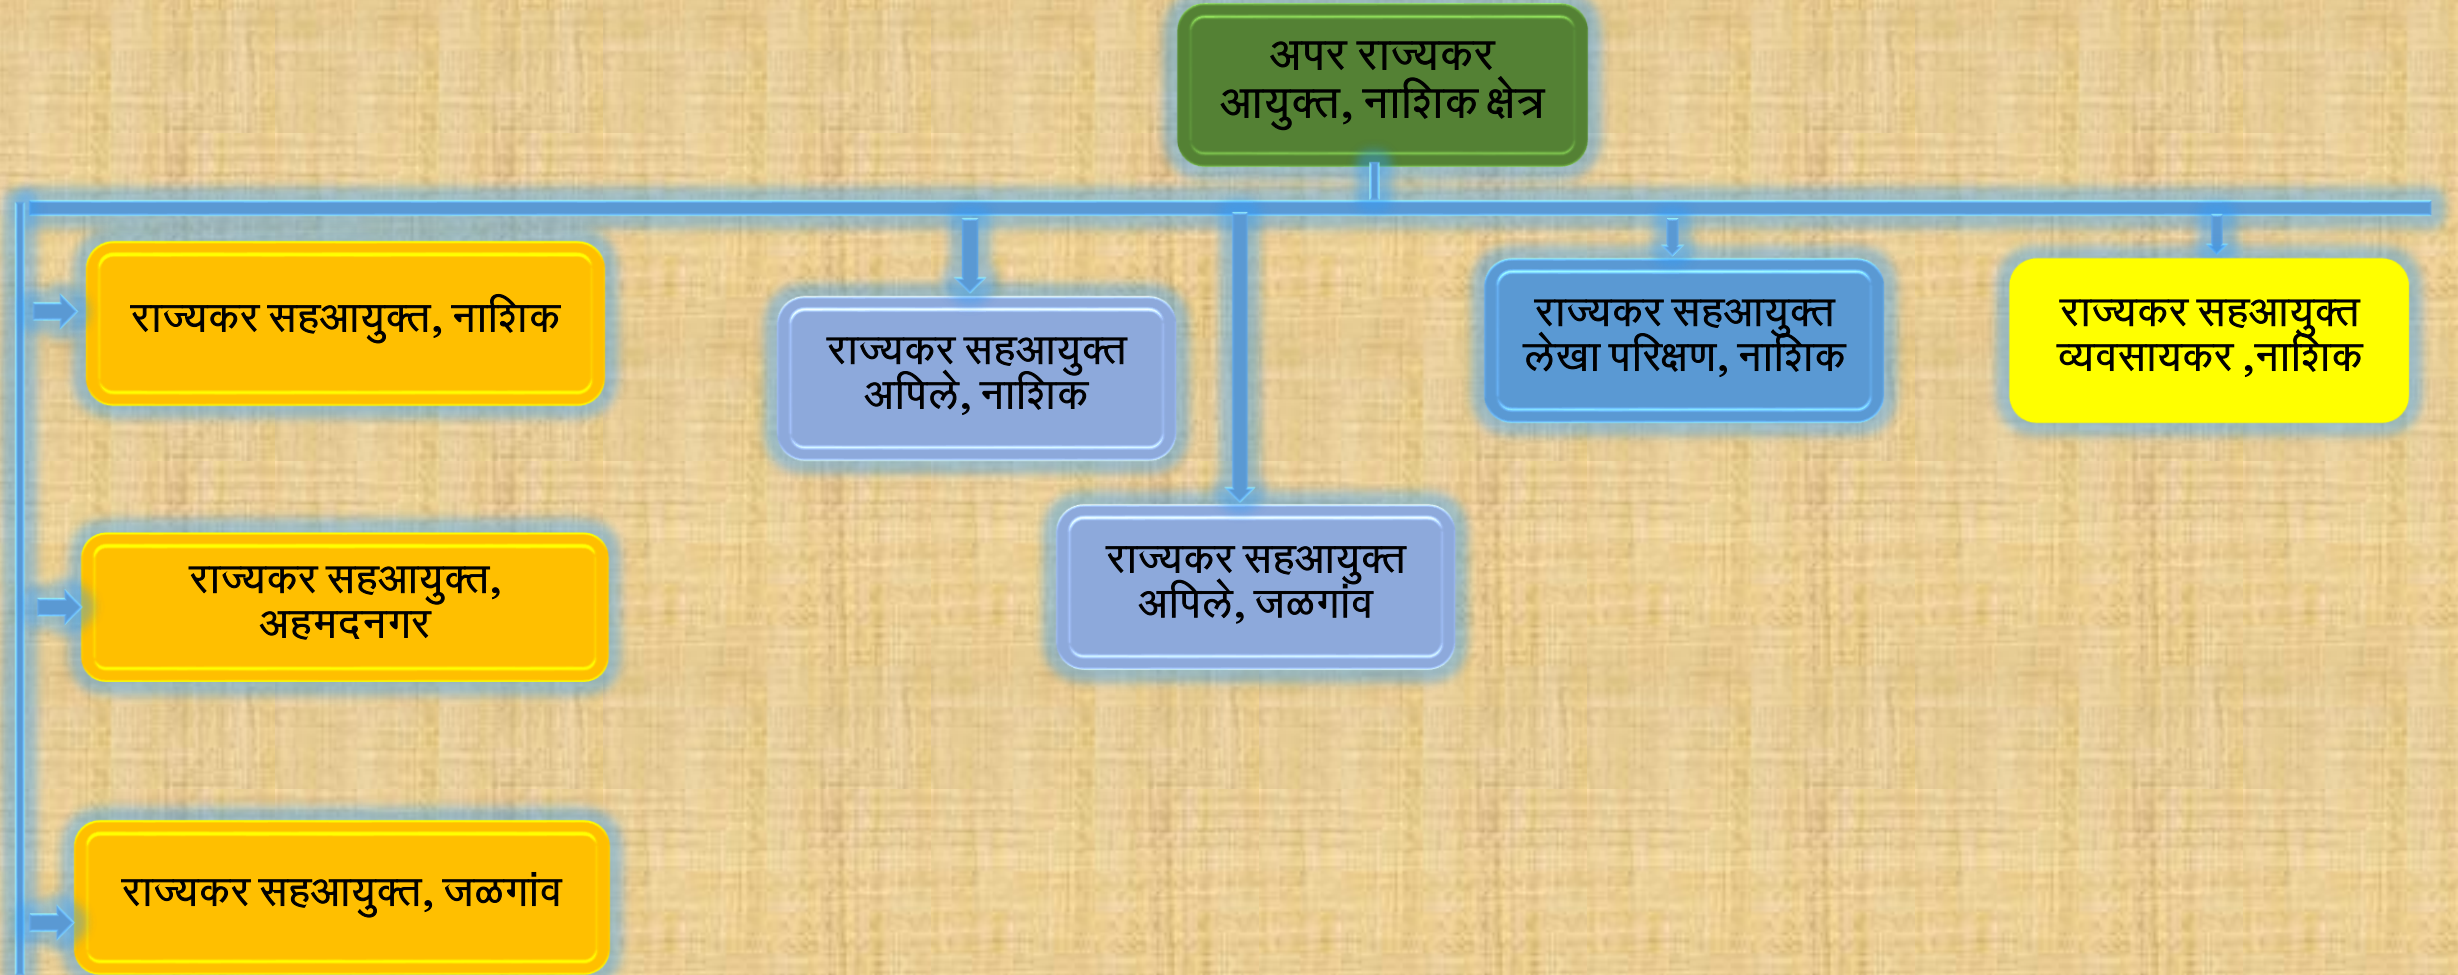 अपर राज्यकर
आयुक्त, नाशिक क्षेत्र
राज्यकर सहआयुक्त, नाशिक
राज्यकर सहआयुक्त
अपिले, नाशिक
राज्यकर सहआयुक्त
लेखा परिक्षण, नाशिक
राज्यकर सहआयुक्त
व्यवसायकर ,नाशिक
राज्यकर सहआयुक्त
अपिले, जळगांव
राज्यकर सहआयुक्त,
अहमदनगर
राज्यकर सहआयुक्त, जळगांव